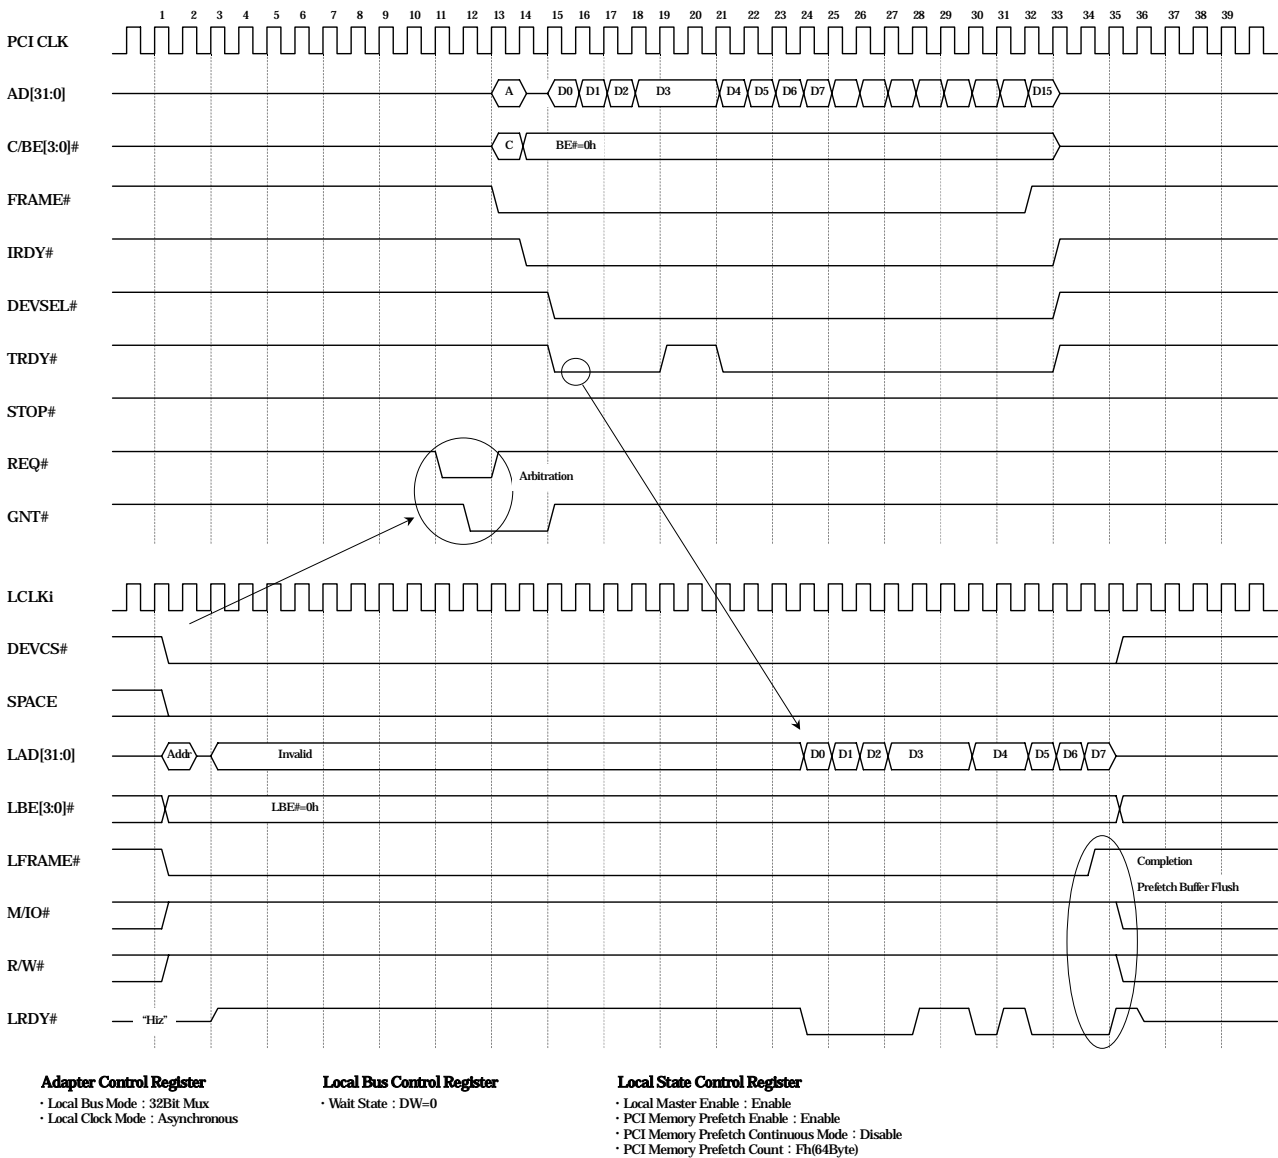 1 2 3 4 5 6 7 8 9 10 11 12 13 14 15 16 17 18 19 20 21 22 23 24 25 26 27 28 29 30 31 32 33 34 35 36 37 38 39
PCI CLK
AD[31:0] A D0 D1 D2 D3 D4 D5 D6 D7 D15
C/BE[3:0]# C BE#=0h
FRAME#
IRDY#
DEVSEL#
TRDY#
STOP#
REQ#
Arbitration
GNT#
LCLKi
DEVCS#
SPACE
LAD[31:0] Addr Invalid D0 D1 D2 D3 D4 D5 D6 D7
LBE[3:0]# LBE#=0h
LFRAME# Completion
Prefetch Buffer Flush
M/IO#
R/W#
LRDY# "Hiz"
Adapter Control Register
・Local Bus Mode : 32Bit Mux
・Local Clock Mode : Asynchronous
Local Bus Control Register
・Wait State : DW=0
Local State Control Register
・Local Master Enable : Enable
・PCI Memory Prefetch Enable : Enable
・PCI Memory Prefetch Continuous Mode : Disable
・PCI Memory Prefetch Count : Fh(64Byte)